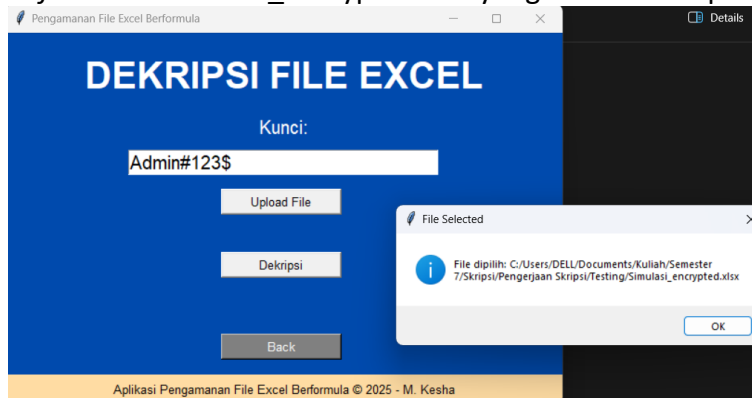 Pengamanan File Excel Berformula
Details
DEKRIPSI FILE EXCEL
Kunci:
Admin#123$
Upload File
File Selected
File dipilih: C:/Users/DELL/Documents/Kuliah/Semester
7/Skripsi/Pengerjaan Skripsi/Testing/Simulasi_encrypted.xlsx
Dekripsi
OK
Back
Aplikasi Pengamanan File Excel Berformula © 2025 - M. Kesha